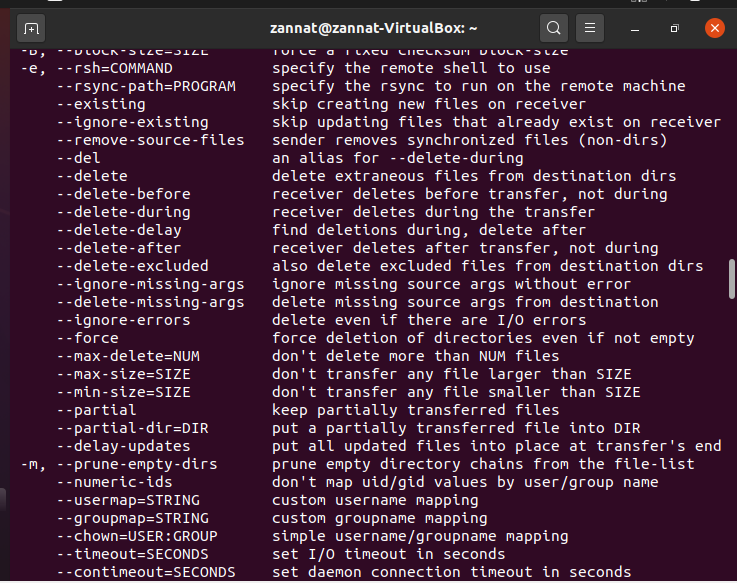 zannat@zannat-VirtualBox: ~
-B, --block-size=SIZE       force a fixed checksum block-size
-e, --rsh=COMMAND           specify the remote shell to use
    --rsync-path=PROGRAM    specify the rsync to run on the remote machine
    --existing              skip creating new files on receiver
    --ignore-existing       skip updating files that already exist on receiver
    --remove-source-files   sender removes synchronized files (non-dirs)
    --del                   an alias for --delete-during
    --delete                delete extraneous files from destination dirs
    --delete-before         receiver deletes before transfer, not during
    --delete-during         receiver deletes during the transfer
    --delete-delay          find deletions during, delete after
    --delete-after          receiver deletes after transfer, not during
    --delete-excluded       also delete excluded files from destination dirs
    --ignore-missing-args   ignore missing source args without error
    --delete-missing-args   delete missing source args from destination
    --ignore-errors         delete even if there are I/O errors
    --force                 force deletion of directories even if not empty
    --max-delete=NUM        don't delete more than NUM files
    --max-size=SIZE         don't transfer any file larger than SIZE
    --min-size=SIZE         don't transfer any file smaller than SIZE
    --partial               keep partially transferred files
    --partial-dir=DIR       put a partially transferred file into DIR
    --delay-updates         put all updated files into place at transfer's end
-m, --prune-empty-dirs      prune empty directory chains from the file-list
    --numeric-ids           don't map uid/gid values by user/group name
    --usermap=STRING        custom username mapping
    --groupmap=STRING       custom groupname mapping
    --chown=USER:GROUP      simple username/groupname mapping
    --timeout=SECONDS       set I/O timeout in seconds
    --contimeout=SECONDS    set daemon connection timeout in seconds